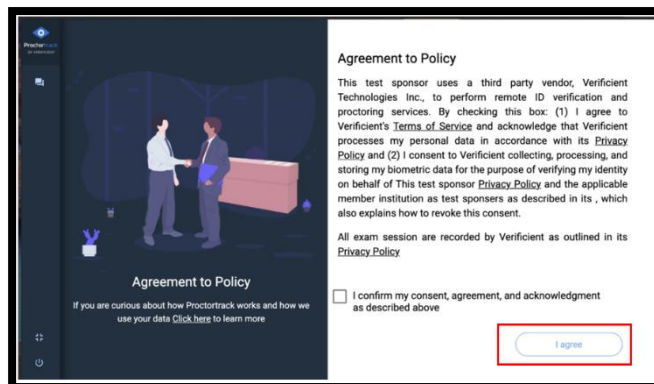 Proctortrack
BY VERIFICIENT
Agreement to Policy
If you are curious about how Proctortrack works and how we
use your data Click here to learn more
Agreement to Policy
This test sponsor uses a third party vendor, Verificient
Technologies Inc., to perform remote ID verification and
proctoring services. By checking this box: (1) I agree to
Verificient's Terms of Service and acknowledge that Verificient
processes my personal data in accordance with its Privacy
Policy and (2) I consent to Verificient collecting, processing, and
storing my biometric data for the purpose of verifying my identity
on behalf of This test sponsor Privacy Policy and the applicable
member institution as test sponsers as described in its , which
also explains how to revoke this consent.
All exam session are recorded by Verificient as outlined in its
Privacy Policy
I confirm my consent, agreement, and acknowledgment
as described above
I agree